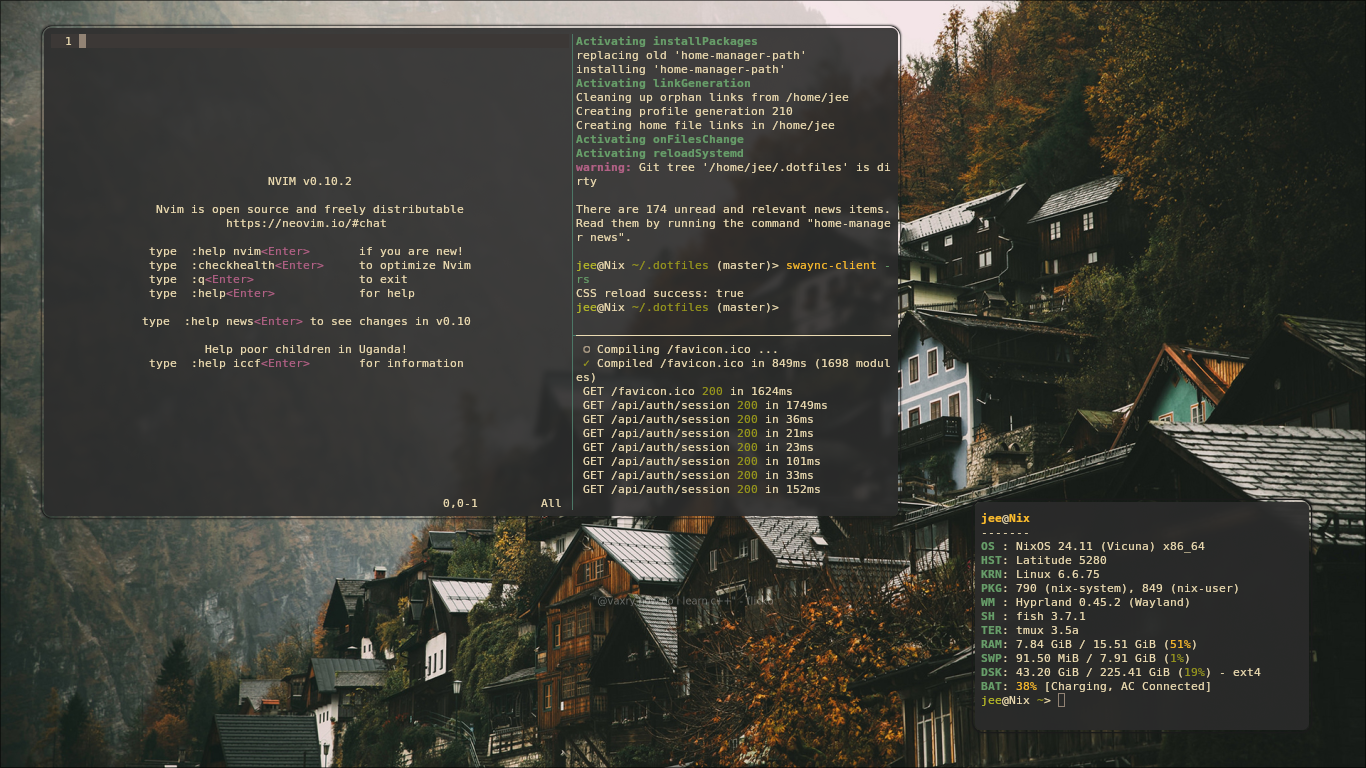 1
NVIM v0.10.2
Nvim is open source and freely distributable
https://neovim.io/#chat
type  :help nvim<Enter>       if you are new!
type  :checkhealth<Enter>     to optimize Nvim
type  :q<Enter>               to exit
type  :help<Enter>            for help
type  :help news<Enter> to see changes in v0.10
Help poor children in Uganda!
type  :help iccf<Enter>       for information
0,0-1         All
Activating installPackages
replacing old 'home-manager-path'
installing 'home-manager-path'
Activating linkGeneration
Cleaning up orphan links from /home/jee
Creating profile generation 210
Creating home file links in /home/jee
Activating onFilesChange
Activating reloadSystemd
warning: Git tree '/home/jee/.dotfiles' is di
rty
There are 174 unread and relevant news items.
Read them by running the command "home-manage
r news".
jee@Nix ~/.dotfiles (master)> swaync-client -
rs
CSS reload success: true
jee@Nix ~/.dotfiles (master)>
○ Compiling /favicon.ico ...
✓ Compiled /favicon.ico in 849ms (1698 modul
es)
GET /favicon.ico 200 in 1624ms
GET /api/auth/session 200 in 1749ms
GET /api/auth/session 200 in 36ms
GET /api/auth/session 200 in 21ms
GET /api/auth/session 200 in 23ms
GET /api/auth/session 200 in 101ms
GET /api/auth/session 200 in 33ms
GET /api/auth/session 200 in 152ms
jee@Nix
-------
OS : NixOS 24.11 (Vicuna) x86_64
HST: Latitude 5280
KRN: Linux 6.6.75
PKG: 790 (nix-system), 849 (nix-user)
WM : Hyprland 0.45.2 (Wayland)
SH : fish 3.7.1
TER: tmux 3.5a
RAM: 7.84 GiB / 15.51 GiB (51%)
SWP: 91.50 MiB / 7.91 GiB (1%)
DSK: 43.20 GiB / 225.41 GiB (19%) - ext4
BAT: 38% [Charging, AC Connected]
jee@Nix ~>